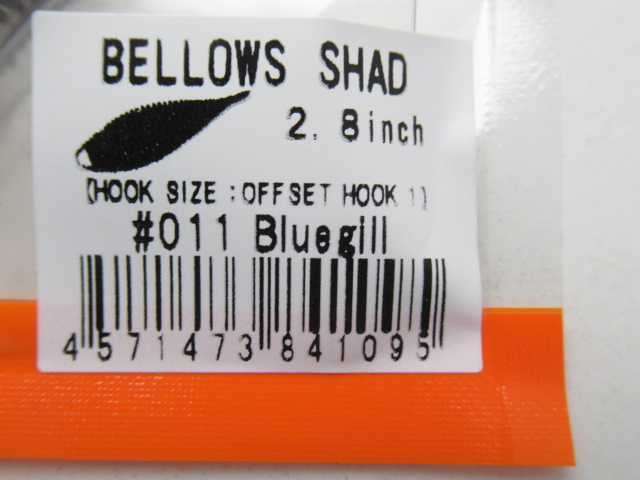 BELLOWS SHAD
2.8inch
(HOOK SIZE :OFFSET HOOK 1)
#011 Bluegill
4 571473 841095